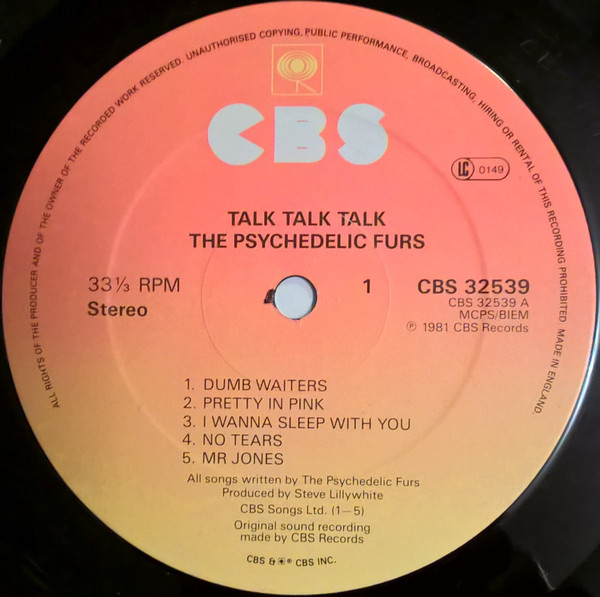 ALL RIGHTS OF THE PRODUCER AND OF THE OWNER OF THE RECORDED WORK RESERVED. UNAUTHORISED COPYING, PUBLIC PERFORMANCE, BROADCASTING, HIRING OR RENTAL OF THIS RECORDING PROHIBITED. MADE IN ENGLAND.
CBS
LC 0149
TALK TALK TALK
THE PSYCHEDELIC FURS
33⅓ RPM 1 CBS 32539
Stereo CBS 32539 A
MCPS/BIEM
℗ 1981 CBS Records
1. DUMB WAITERS
2. PRETTY IN PINK
3. I WANNA SLEEP WITH YOU
4. NO TEARS
5. MR JONES
All songs written by The Psychedelic Furs
Produced by Steve Lillywhite
CBS Songs Ltd. (1—5)
Original sound recording
made by CBS Records
CBS & ® CBS INC.